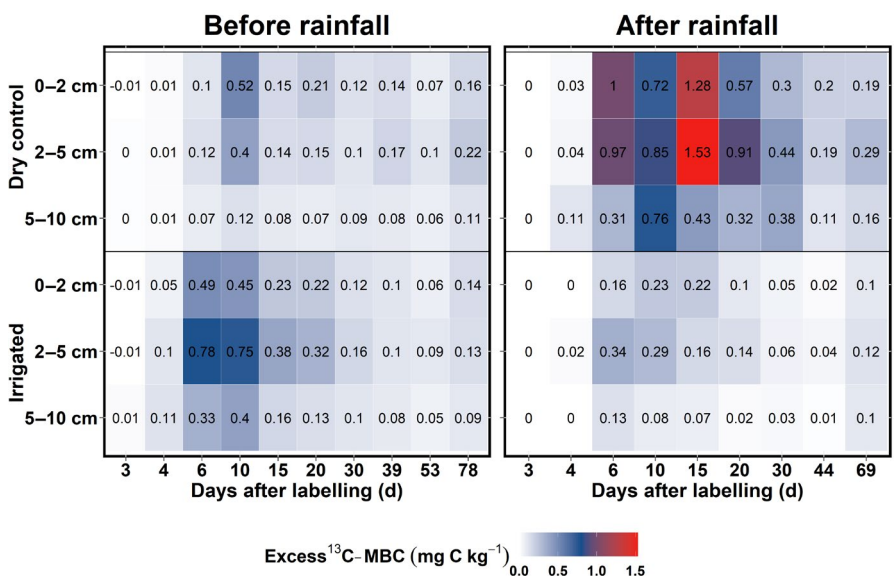 Before rainfall After rainfall
Dry control
0–2 cm -0.01 0.01 0.1 0.52 0.15 0.21 0.12 0.14 0.07 0.16 0 0.03 1 0.72 1.28 0.57 0.3 0.2 0.19
2–5 cm 0 0.01 0.12 0.4 0.14 0.15 0.1 0.17 0.1 0.22 0 0.04 0.97 0.85 1.53 0.91 0.44 0.19 0.29
5–10 cm 0 0.01 0.07 0.12 0.08 0.07 0.09 0.08 0.06 0.11 0 0.11 0.31 0.76 0.43 0.32 0.38 0.11 0.16
Irrigated
0–2 cm -0.01 0.05 0.49 0.45 0.23 0.22 0.12 0.1 0.06 0.14 0 0 0.16 0.23 0.22 0.1 0.05 0.02 0.1
2–5 cm -0.01 0.1 0.78 0.75 0.38 0.32 0.16 0.1 0.09 0.13 0 0.02 0.34 0.29 0.16 0.14 0.06 0.04 0.12
5–10 cm 0.01 0.11 0.33 0.4 0.16 0.13 0.1 0.08 0.05 0.09 0 0 0.13 0.08 0.07 0.02 0.03 0.01 0.1
3 4 6 10 15 20 30 39 53 78 3 4 6 10 15 20 30 44 69
Days after labelling (d) Days after labelling (d)
Excess ¹³C–MBC (mg C kg⁻¹)
0.0 0.5 1.0 1.5